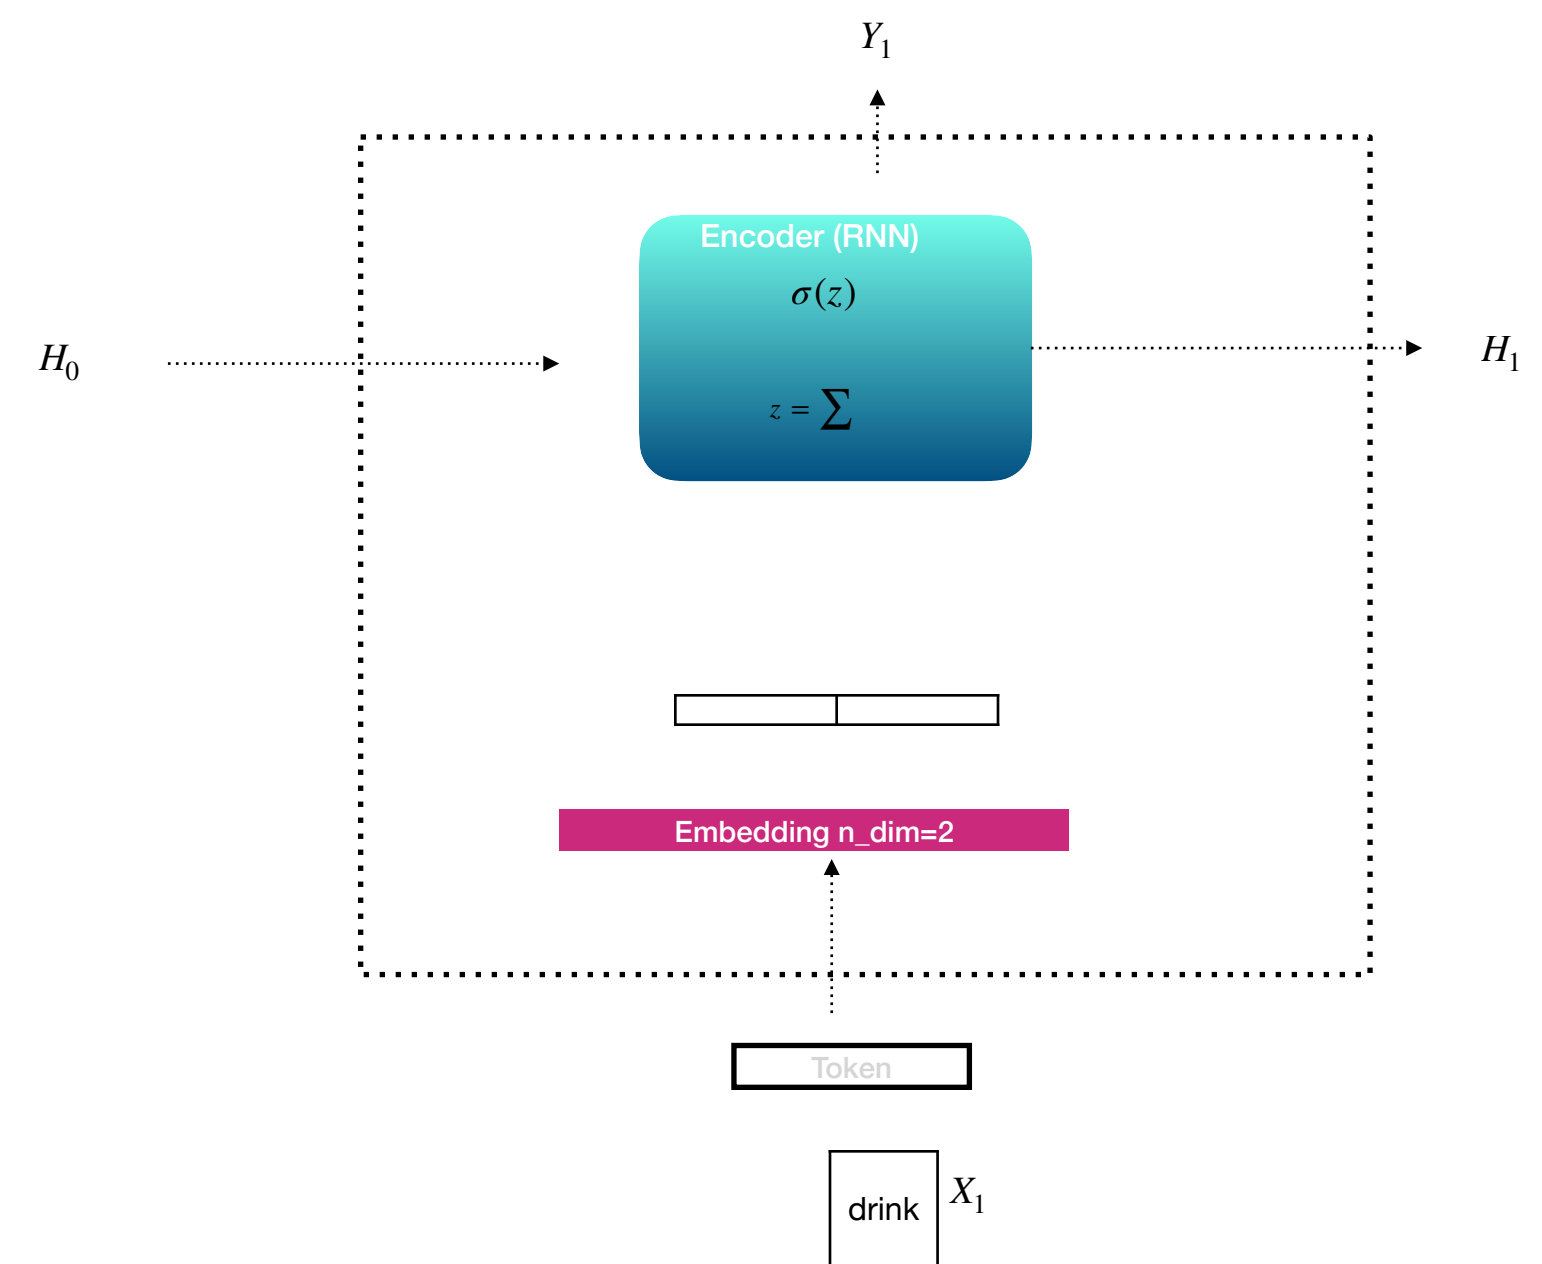 Y₁
Encoder (RNN)
σ(z)
H₀
H₁
z = ∑
Embedding n_dim=2
Token
drink
X₁